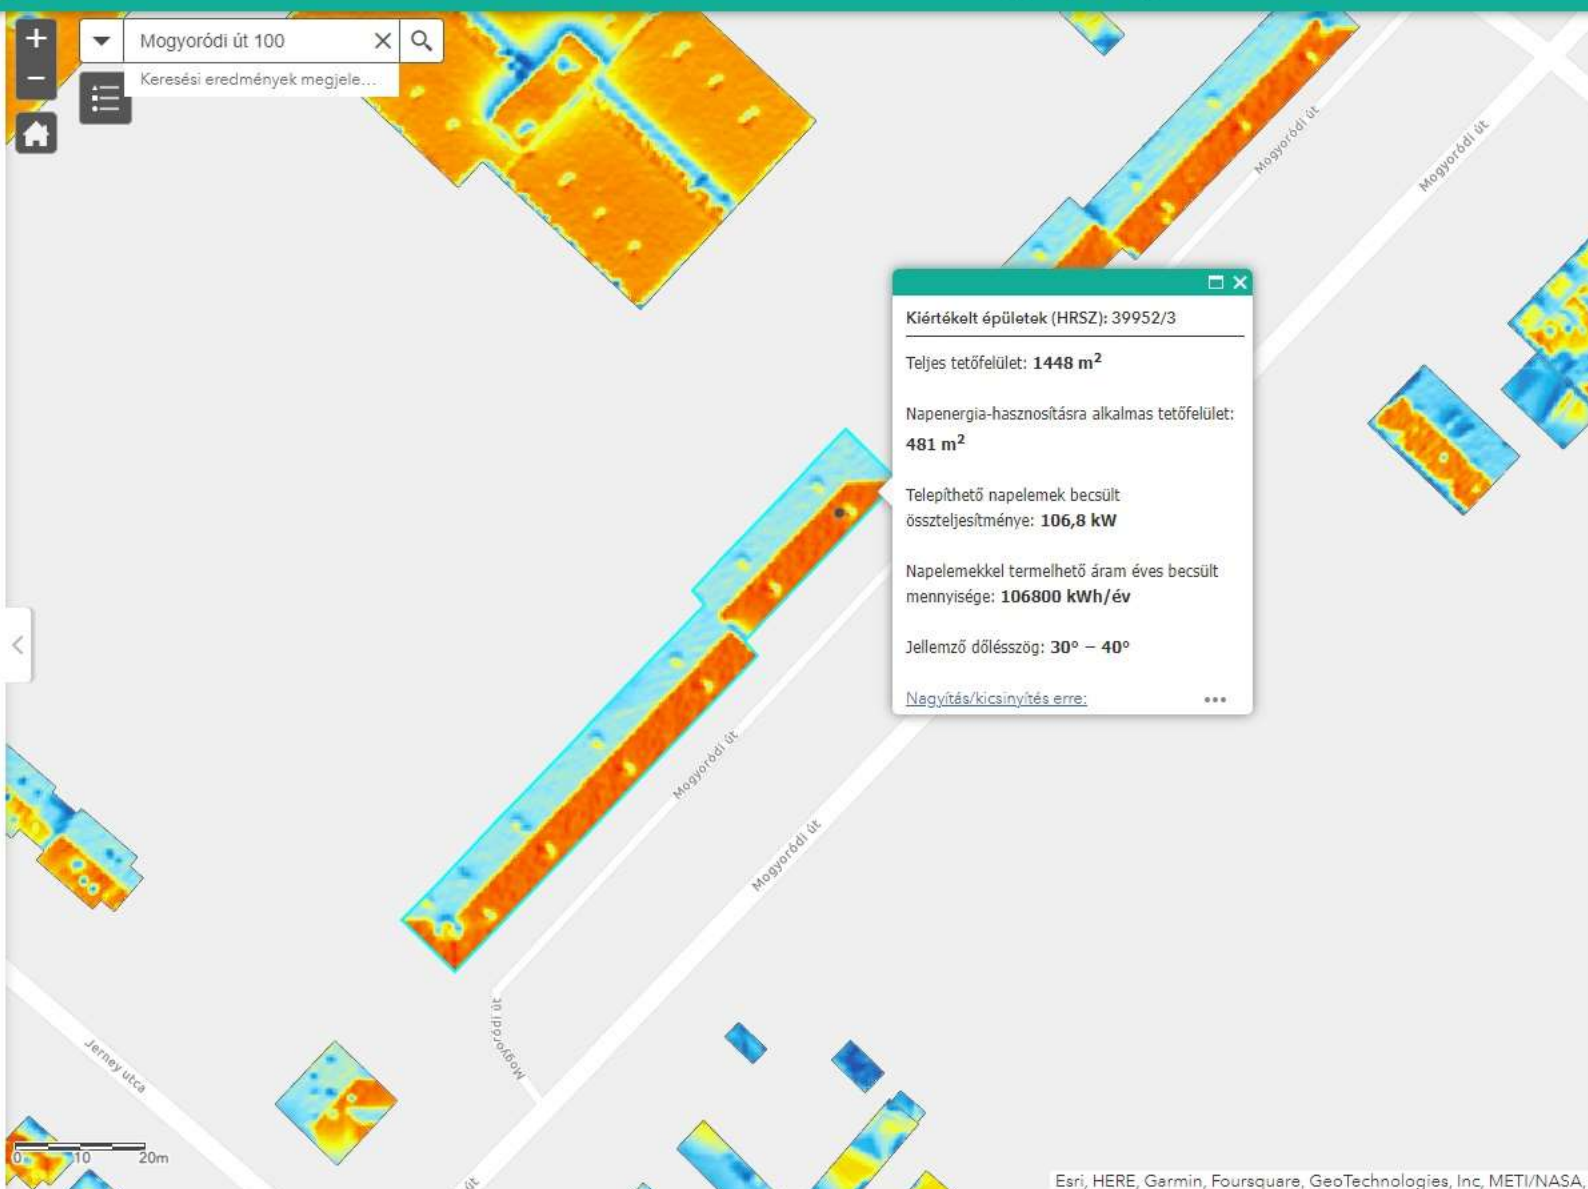 +
Mogyoródi út 100
−
Keresési eredmények megjele...
Mogyoródi út
Mogyoródi út
Kiértékelt épületek (HRSZ): 39952/3
Teljes tetőfelület: 1448 m²
Napenergia-hasznosításra alkalmas tetőfelület:
481 m²
Telepíthető napelemek becsült
összteljesítménye: 106,8 kW
Napelemekkel termelhető áram éves becsült
mennyisége: 106800 kWh/év
Jellemző dőlésszög: 30° – 40°
Nagyítás/kicsinyítés erre:
Mogyoródi út
Mogyoródi út
Mogyoródi út
Jerney utca
0 10 20m
út
Esri, HERE, Garmin, Foursquare, GeoTechnologies, Inc, METI/NASA,